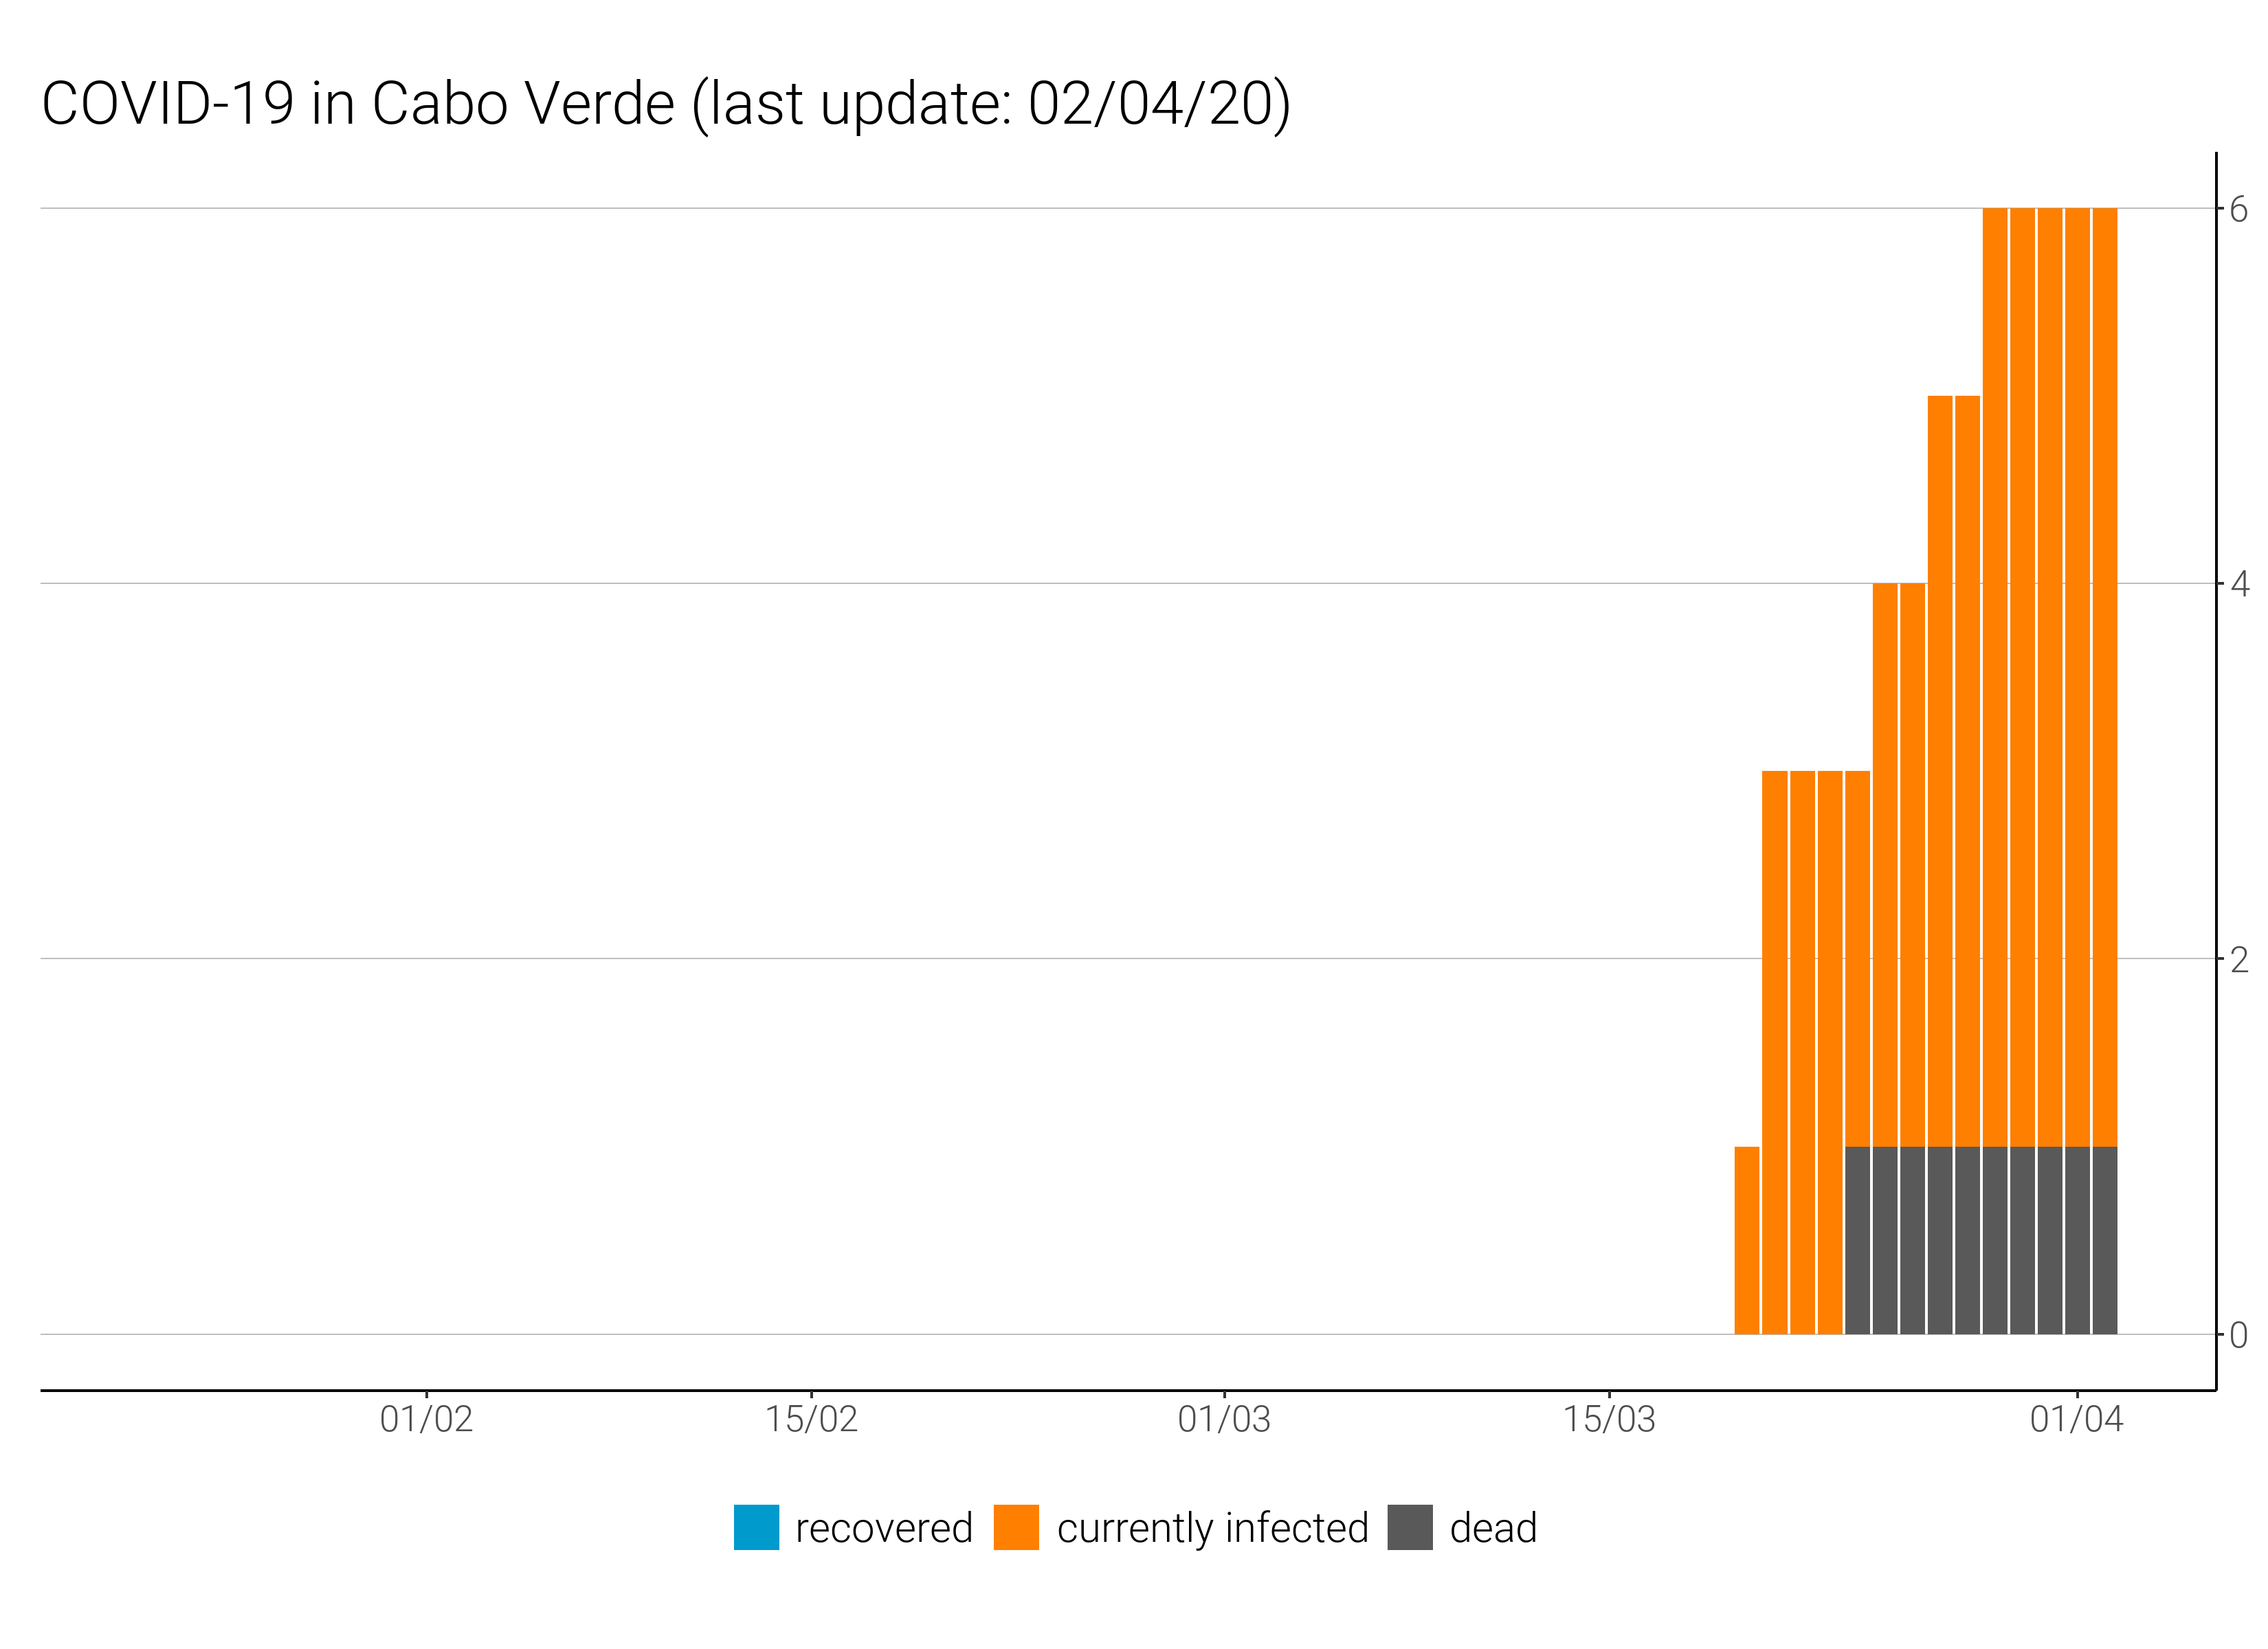 COVID-19 in Cabo Verde (last update: 02/04/20)
6
4
2
0
01/02 15/02 01/03 15/03 01/04
recovered currently infected dead